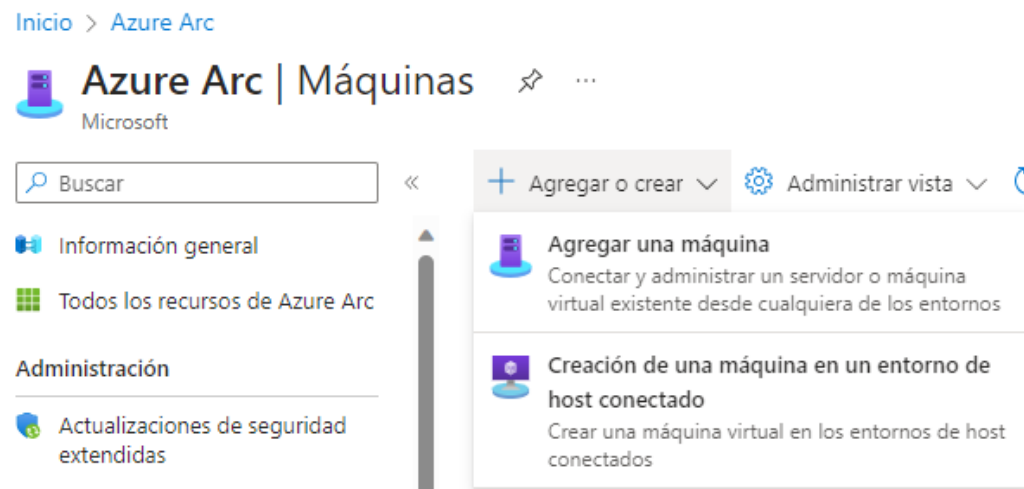 Inicio > Azure Arc
Azure Arc | Máquinas
Microsoft
Buscar
Información general
Todos los recursos de Azure Arc
Administración
Actualizaciones de seguridad
extendidas
Agregar o crear
Administrar vista
Agregar una máquina
Conectar y administrar un servidor o máquina
virtual existente desde cualquiera de los entornos
Creación de una máquina en un entorno de
host conectado
Crear una máquina virtual en los entornos de host
conectados